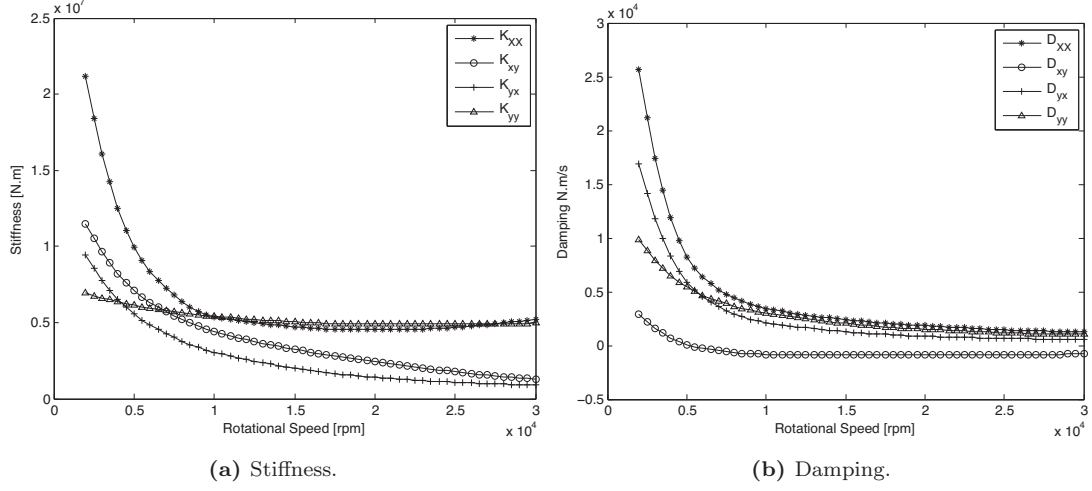 x 10^7
2.5
2
1.5
1
0.5
0
Stiffness [N.m]
K_XX
K_xy
K_yx
K_yy
0 0.5 1 1.5 2 2.5 3
Rotational Speed [rpm]
x 10^4
(a) Stiffness.
x 10^4
3
2.5
2
1.5
1
0.5
0
−0.5
Damping N.m/s
D_XX
D_xy
D_yx
D_yy
0 0.5 1 1.5 2 2.5 3
Rotational Speed [rpm]
x 10^4
(b) Damping.